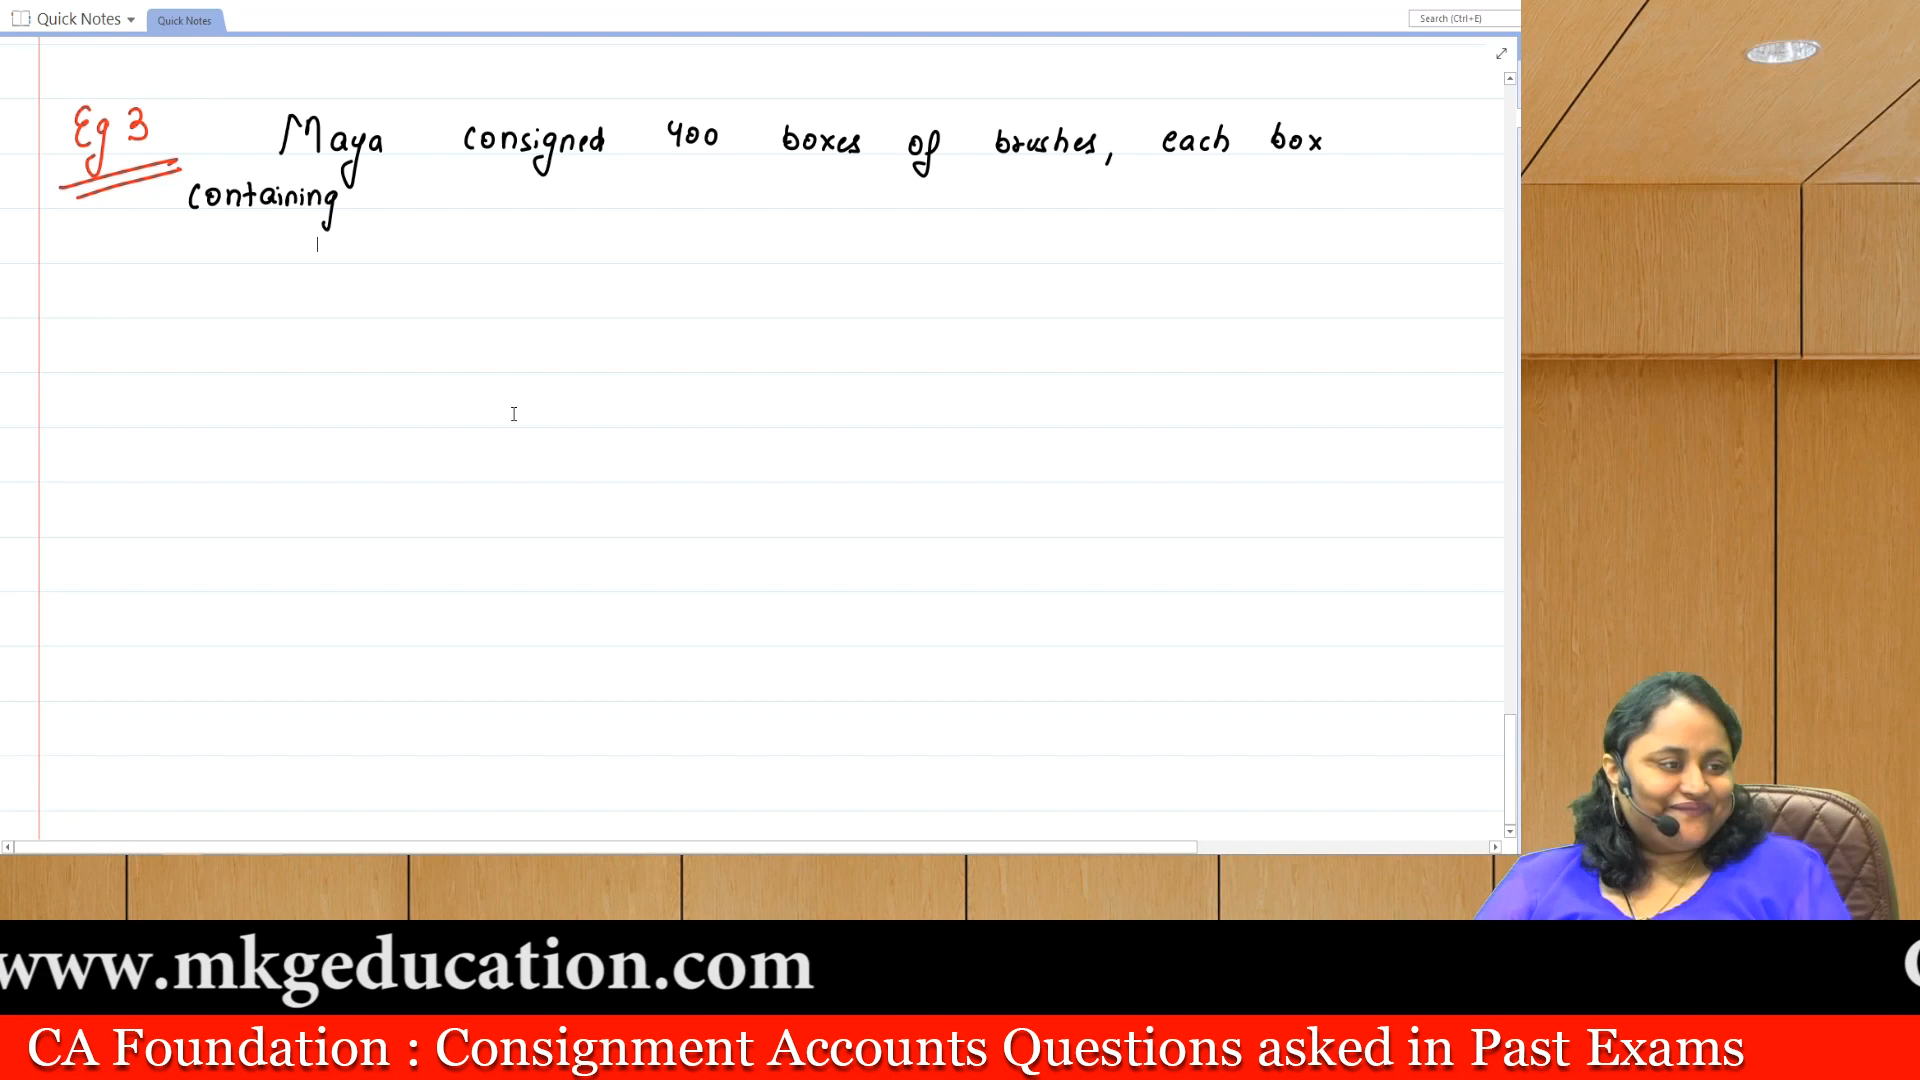 Quick Notes
Quick Notes
Search (Ctrl+E)
Eg 3 Maya consigned 400 boxes of brushes, each box
containing
www.mkgeducation.com
CA Foundation : Consignment Accounts Questions asked in Past Exams